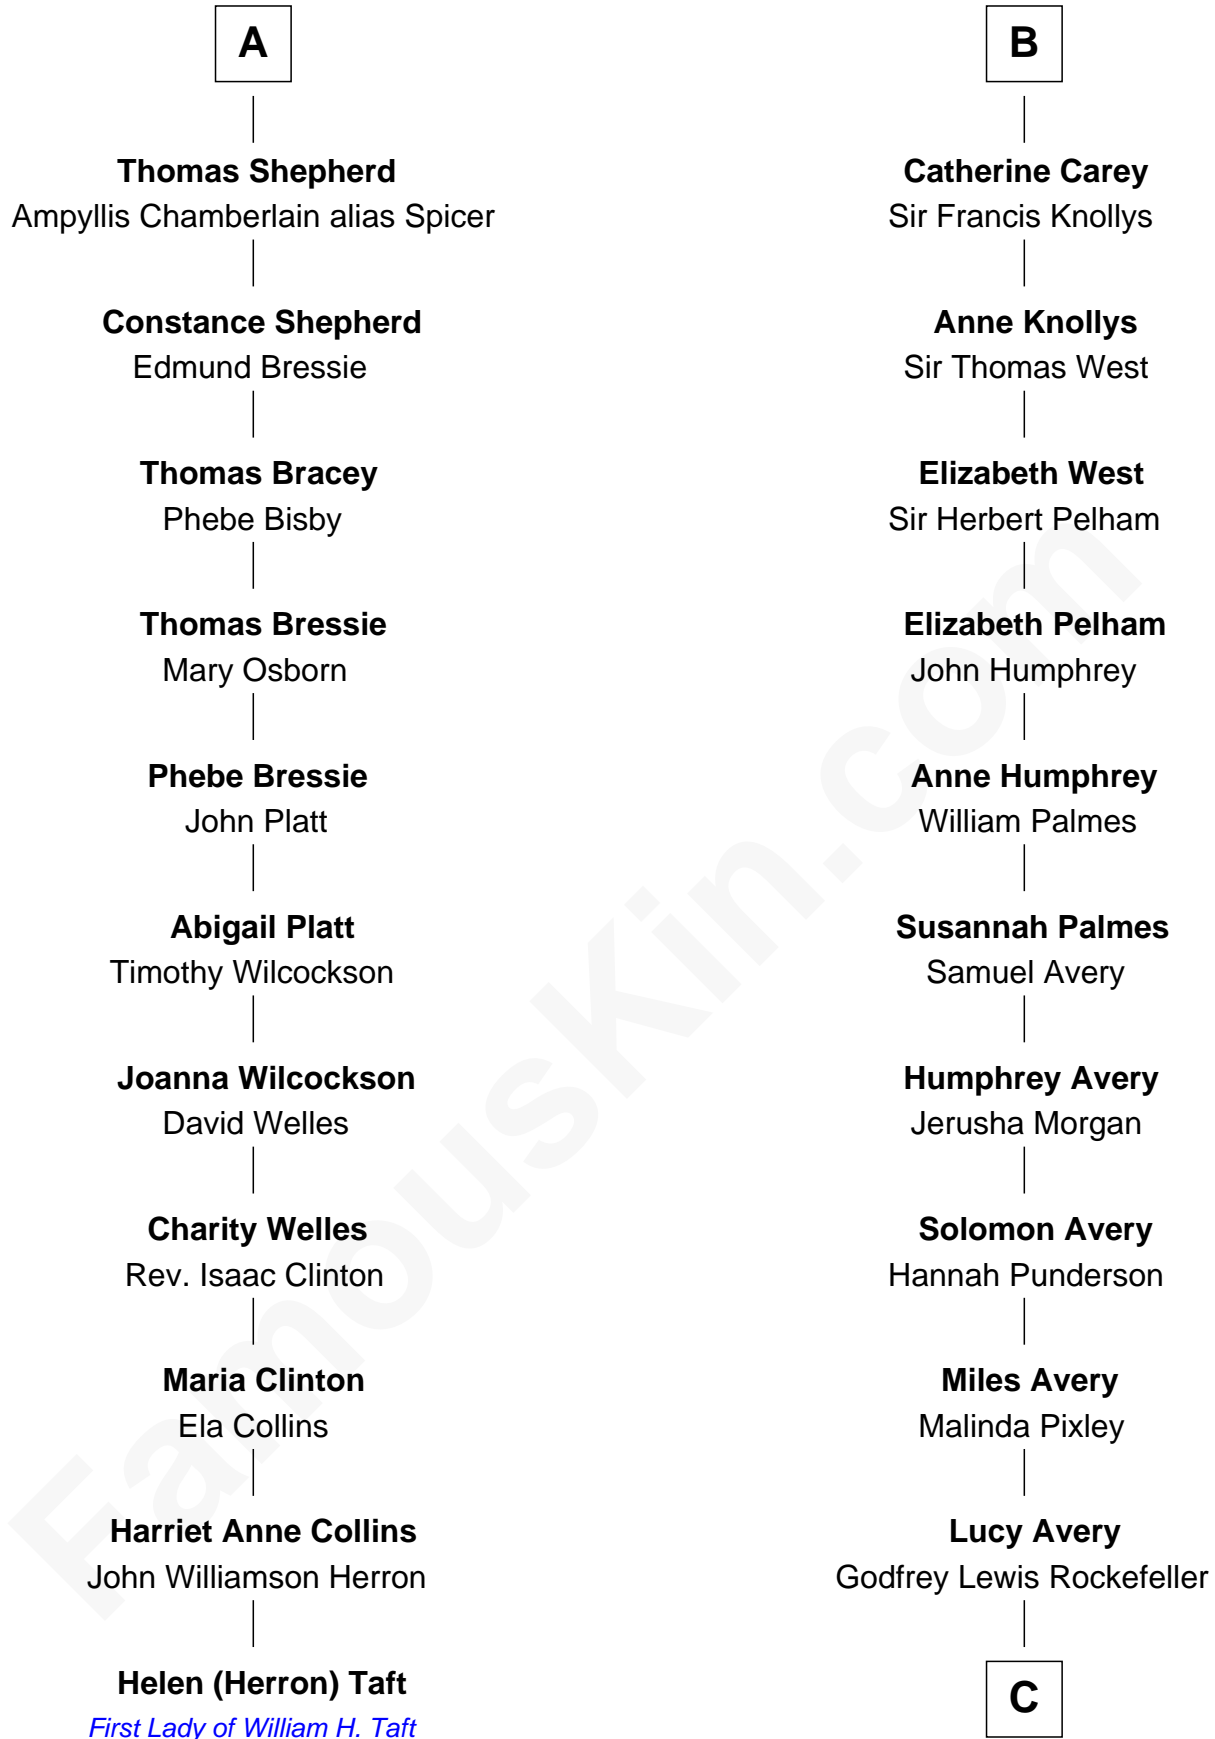 A
Thomas Shepherd
Ampyllis Chamberlain alias Spicer
Constance Shepherd
Edmund Bressie
Thomas Bracey
Phebe Bisby
Thomas Bressie
Mary Osborn
Phebe Bressie
John Platt
Abigail Platt
Timothy Wilcockson
Joanna Wilcockson
David Welles
Charity Welles
Rev. Isaac Clinton
Maria Clinton
Ela Collins
Harriet Anne Collins
John Williamson Herron
Helen (Herron) Taft
First Lady of William H. Taft
B
Catherine Carey
Sir Francis Knollys
Anne Knollys
Sir Thomas West
Elizabeth West
Sir Herbert Pelham
Elizabeth Pelham
John Humphrey
Anne Humphrey
William Palmes
Susannah Palmes
Samuel Avery
Humphrey Avery
Jerusha Morgan
Solomon Avery
Hannah Punderson
Miles Avery
Malinda Pixley
Lucy Avery
Godfrey Lewis Rockefeller
C
FamousKin.com